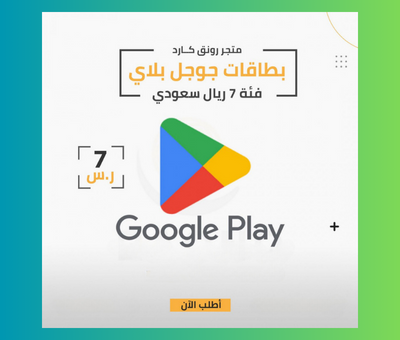 متجر رونق كارد
بطاقات جوجل بلاي
فئة 7 ريال سعودي
7
ر.س
Google Play
أطلب الآن